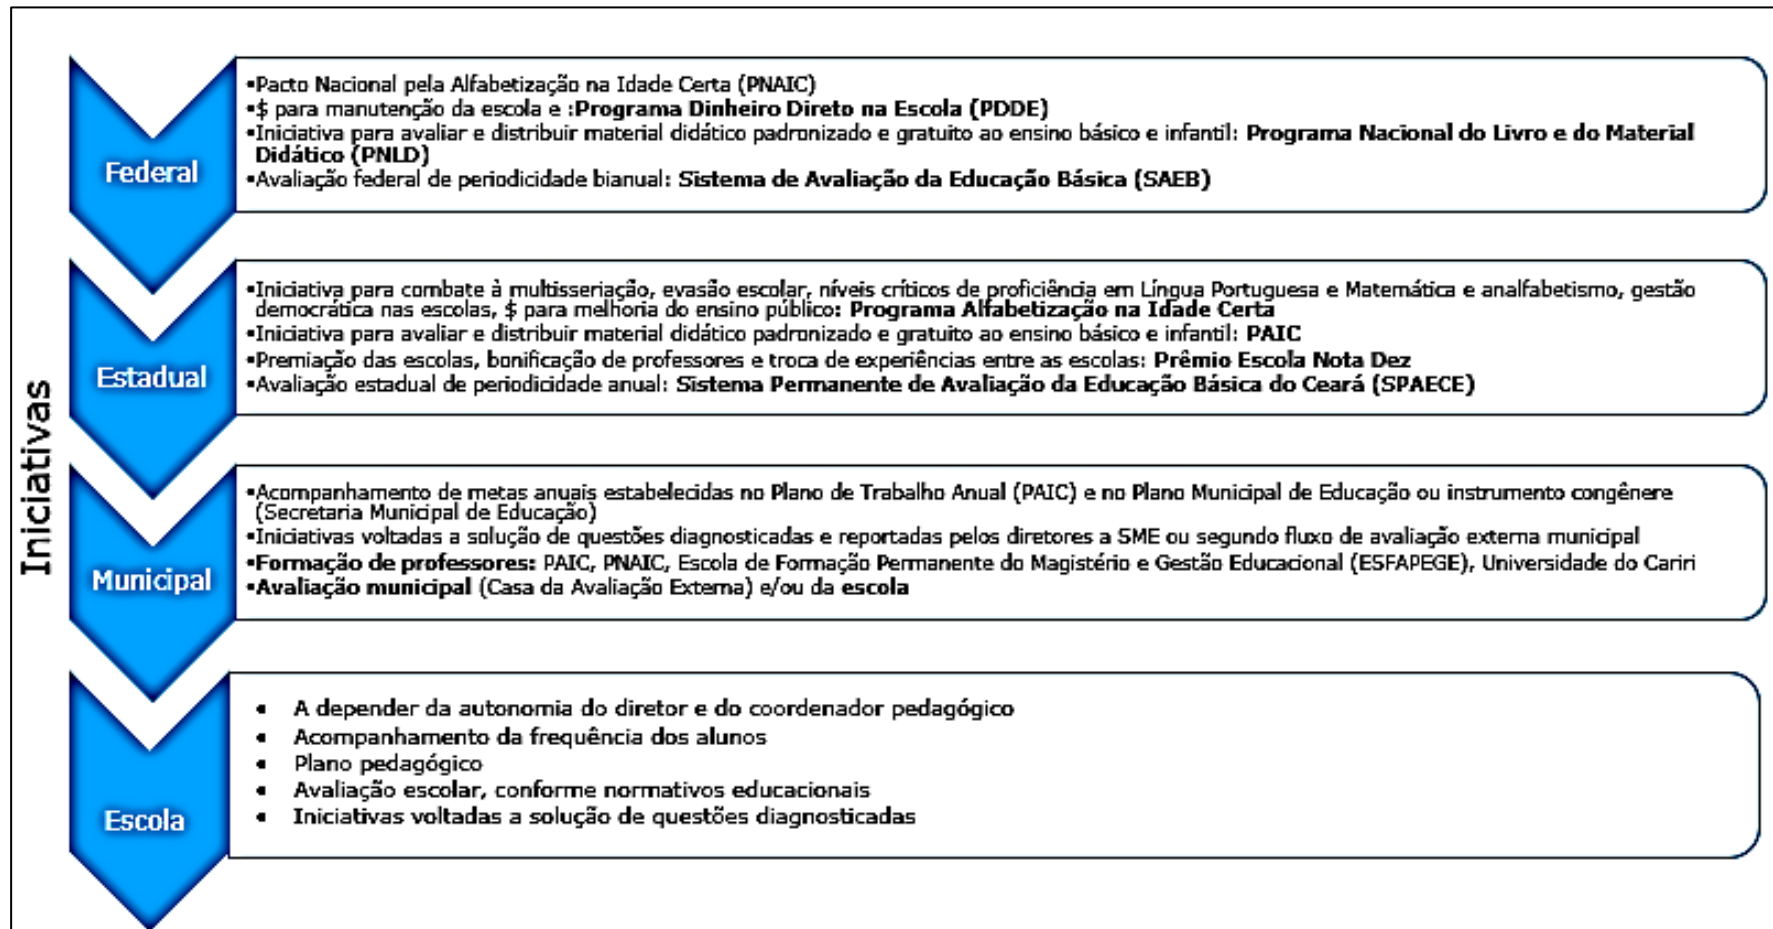 Iniciativas
Federal
•Pacto Nacional pela Alfabetização na Idade Certa (PNAIC)
•$ para manutenção da escola e :Programa Dinheiro Direto na Escola (PDDE)
•Iniciativa para avaliar e distribuir material didático padronizado e gratuito ao ensino básico e infantil: Programa Nacional do Livro e do Material
Didático (PNLD)
•Avaliação federal de periodicidade bianual: Sistema de Avaliação da Educação Básica (SAEB)
Estadual
•Iniciativa para combate à multisseriação, evasão escolar, níveis críticos de proficiência em Língua Portuguesa e Matemática e analfabetismo, gestão
democrática nas escolas, $ para melhoria do ensino público: Programa Alfabetização na Idade Certa
•Iniciativa para avaliar e distribuir material didático padronizado e gratuito ao ensino básico e infantil: PAIC
•Premiação das escolas, bonificação de professores e troca de experiências entre as escolas: Prêmio Escola Nota Dez
•Avaliação estadual de periodicidade anual: Sistema Permanente de Avaliação da Educação Básica do Ceará (SPAECE)
Municipal
•Acompanhamento de metas anuais estabelecidas no Plano de Trabalho Anual (PAIC) e no Plano Municipal de Educação ou instrumento congênere
(Secretaria Municipal de Educação)
•Iniciativas voltadas a solução de questões diagnosticadas e reportadas pelos diretores a SME ou segundo fluxo de avaliação externa municipal
•Formação de professores: PAIC, PNAIC, Escola de Formação Permanente do Magistério e Gestão Educacional (ESFAPEGE), Universidade do Cariri
•Avaliação municipal (Casa da Avaliação Externa) e/ou da escola
Escola
• A depender da autonomia do diretor e do coordenador pedagógico
• Acompanhamento da frequência dos alunos
• Plano pedagógico
• Avaliação escolar, conforme normativos educacionais
• Iniciativas voltadas a solução de questões diagnosticadas